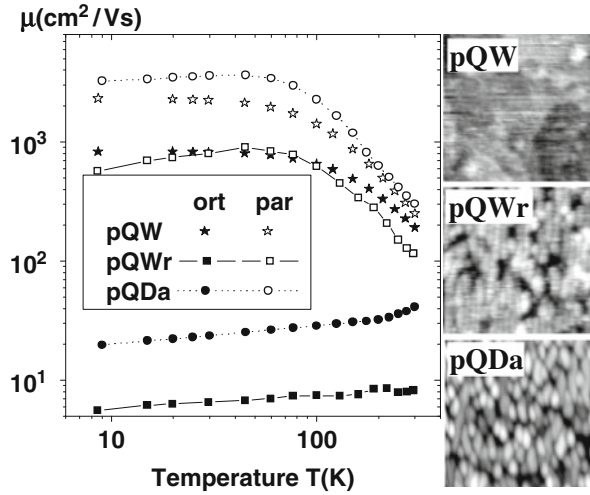 μ(cm²/Vs)
10³
10²
10¹
ort par
pQW
pQWr
pQDa
10 100
Temperature T(K)
pQW
pQWr
pQDa